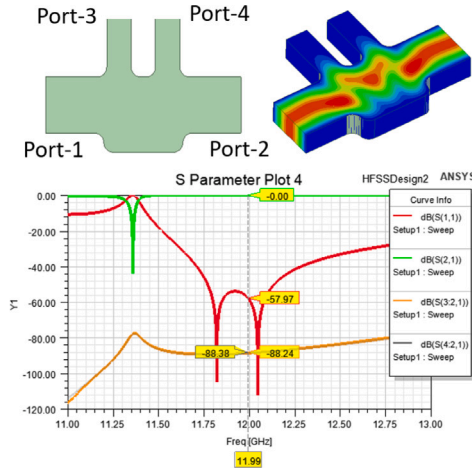 Port-3
Port-4
Port-1
Port-2
S Parameter Plot 4
HFSSDesign2
ANSYS
Curve Info
dB(S(1,1))
Setup1 : Sweep
dB(S(2,1))
Setup1 : Sweep
dB(S(3:2,1))
Setup1 : Sweep
dB(S(4:2,1))
Setup1 : Sweep
0.00
-20.00
-40.00
-60.00
-80.00
-100.00
-120.00
Y1
-0.00
-57.97
-88.38
-88.24
11.00
11.25
11.50
11.75
12.00
12.25
12.50
12.75
13.00
Freq [GHz]
11.99